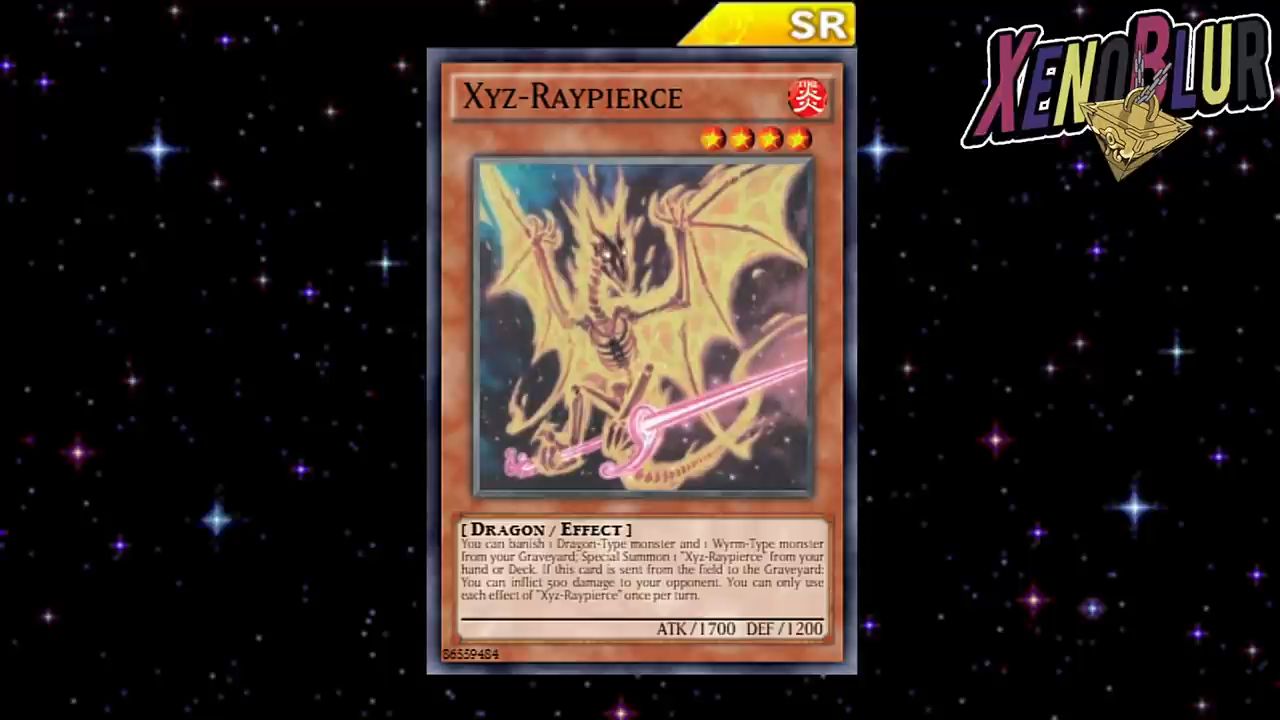 SR
XENOBLUR
Xyz-Raypierce
FIRE
炎
[ Dragon / Effect ]
You can banish 1 Dragon-Type monster and 1 Wyrm-Type monster
from your Graveyard; Special Summon 1 "Xyz-Raypierce" from your
hand or Deck. If this card is sent from the field to the Graveyard:
You can inflict 500 damage to your opponent. You can only use
each effect of "Xyz-Raypierce" once per turn.
ATK/1700 DEF/1200
86559484